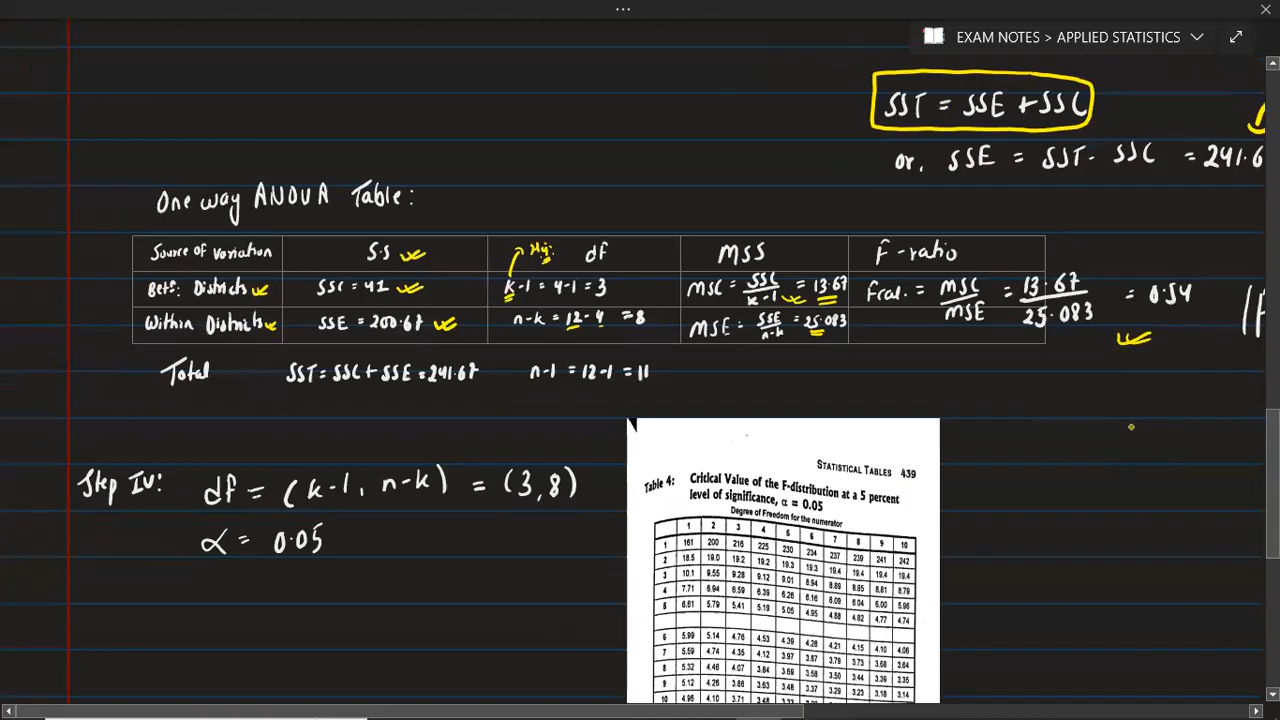 EXAM NOTES > APPLIED STATISTICS
SST = SSE + SSC
or, SSE = SST - SSC = 241.6
One way ANOVA Table:
Source of variation S.S df MSS F-ratio
Betn: Districts SSC = 41 k-1 = 4-1 = 3 MSC = SSC/k-1 = 13.67 Fcal. = MSC/MSE = 13.67/25.083 = 0.54
Within Districts SSE = 200.67 n-k = 12-4 = 8 MSE = SSE/n-k = 25.083
Total SST = SSC + SSE = 241.67 n-1 = 12-1 = 11
Step IV: df = (k-1, n-k) = (3,8)
α = 0.05
STATISTICAL TABLES 439
Table 4: Critical Value of the F-distribution at a 5 percent
level of significance, α = 0.05
Degree of Freedom for the numerator
1 2 3 4 5 6 7 8 9 10
1 161 200 216 225 230 234 237 239 241 242
2 18.5 19.0 19.2 19.2 19.3 19.3 19.4 19.4 19.4 19.4
3 10.1 9.55 9.28 9.12 9.01 8.94 8.89 8.85 8.81 8.79
4 7.71 6.94 6.59 6.39 6.26 6.16 6.09 6.04 6.00 5.96
5 6.61 5.79 5.41 5.19 5.05 4.95 4.88 4.82 4.77 4.74
6 5.99 5.14 4.76 4.53 4.39 4.28 4.21 4.15 4.10 4.06
7 5.59 4.74 4.35 4.12 3.97 3.87 3.78 3.73 3.68 3.64
8 5.32 4.46 4.07 3.84 3.69 3.58 3.50 3.44 3.39 3.35
9 5.12 4.26 3.86 3.63 3.48 3.37 3.29 3.23 3.18 3.14
10 4.96 4.10 3.71 3.48